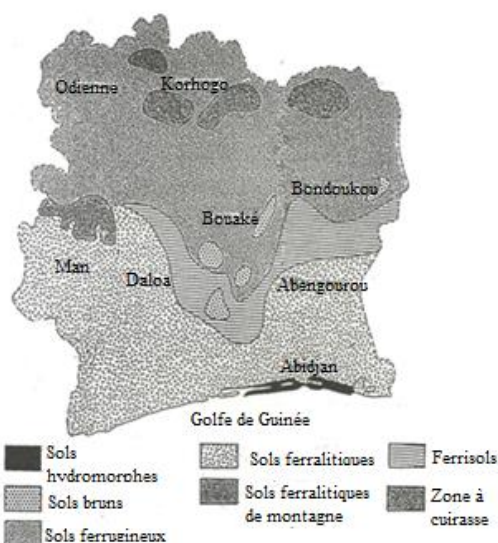 Odienne
Korhogo
Bondoukou
Bouaké
Man
Daloa
Abengourou
Abidjan
Golfe de Guinée
Sols
hydromorphes
Sols bruns
Sols ferrugineux
Sols ferralitiques
Sols ferralitiques
de montagne
Ferrisols
Zone à
cuirasse